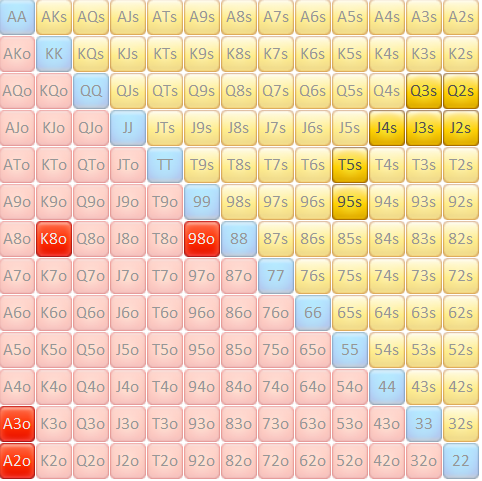 AA AKs AQs AJs ATs A9s A8s A7s A6s A5s A4s A3s A2s
AKo KK KQs KJs KTs K9s K8s K7s K6s K5s K4s K3s K2s
AQo KQo QQ QJs QTs Q9s Q8s Q7s Q6s Q5s Q4s Q3s Q2s
AJo KJo QJo JJ JTs J9s J8s J7s J6s J5s J4s J3s J2s
ATo KTo QTo JTo TT T9s T8s T7s T6s T5s T4s T3s T2s
A9o K9o Q9o J9o T9o 99 98s 97s 96s 95s 94s 93s 92s
A8o K8o Q8o J8o T8o 98o 88 87s 86s 85s 84s 83s 82s
A7o K7o Q7o J7o T7o 97o 87o 77 76s 75s 74s 73s 72s
A6o K6o Q6o J6o T6o 96o 86o 76o 66 65s 64s 63s 62s
A5o K5o Q5o J5o T5o 95o 85o 75o 65o 55 54s 53s 52s
A4o K4o Q4o J4o T4o 94o 84o 74o 64o 54o 44 43s 42s
A3o K3o Q3o J3o T3o 93o 83o 73o 63o 53o 43o 33 32s
A2o K2o Q2o J2o T2o 92o 82o 72o 62o 52o 42o 32o 22